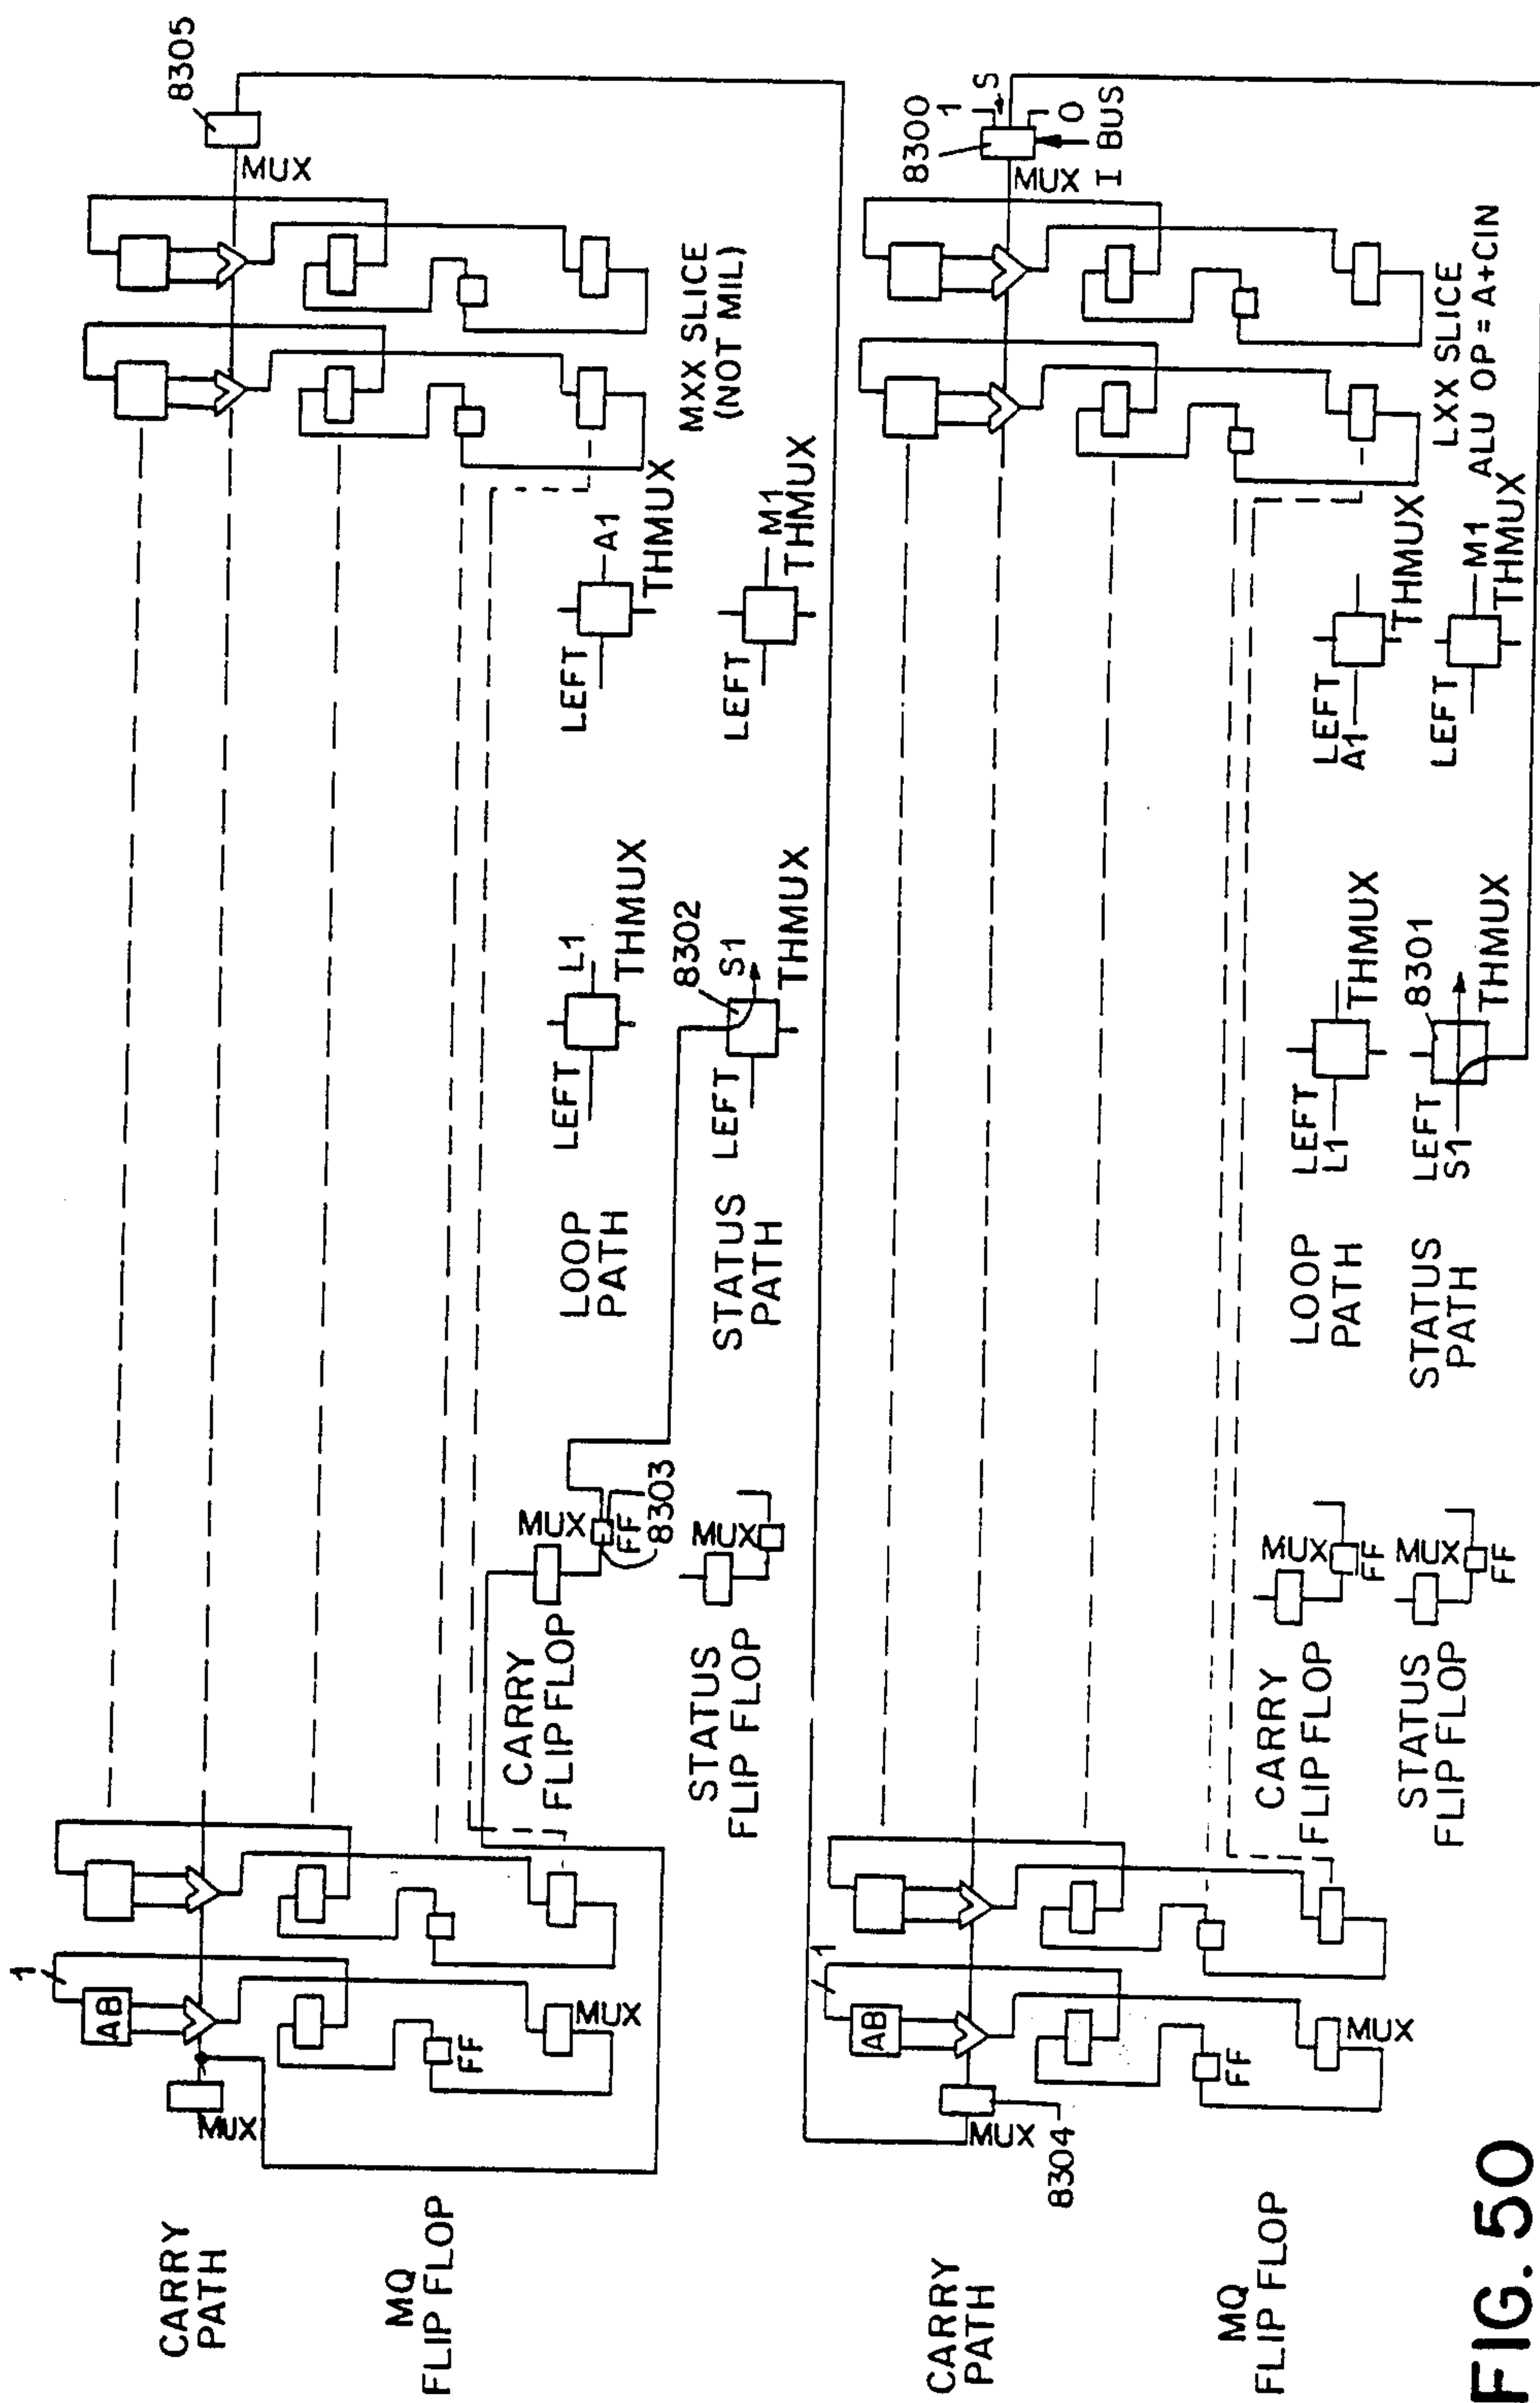 CARRY
PATH
MQ
FLIP FLOP
1
AB
MUX
FF
MUX
CARRY
FLIP FLOP
MUX
FF
8303
STATUS
FLIP FLOP
MUX
LOOP
PATH
LEFT
L1
THMUX
STATUS
PATH
LEFT
8302
S1
THMUX
LEFT
A1
THMUX
LEFT
M1
THMUX
MXX SLICE
(NOT MIL)
MUX
8305
CARRY
PATH
MQ
FLIP FLOP
8304
MUX
1
AB
FF
MUX
CARRY
FLIP FLOP
MUX
FF
STATUS
FLIP FLOP
MUX
FF
LOOP
PATH
LEFT
L1
THMUX
STATUS
PATH
LEFT
S1
8301
THMUX
LEFT
A1
THMUX
LEFT
M1
THMUX
LXX SLICE
ALU OP = A+CIN
MUX
8300
1
S
0
I BUS
FIG. 50